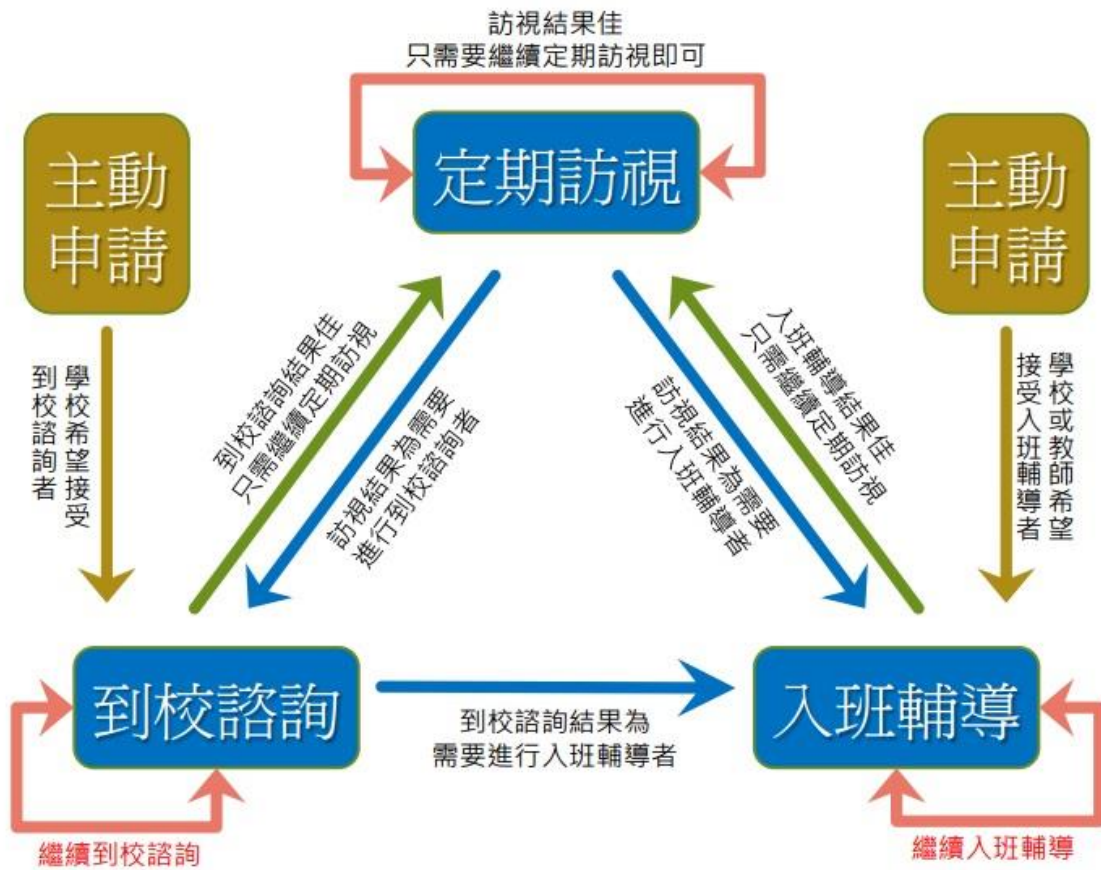 訪視結果佳
只需要繼續定期訪視即可
定期訪視
主動
申請
主動
申請
學校希望接受
到校諮詢者
到校諮詢結果佳
只需繼續定期訪視
訪視結果為需要
進行到校諮詢者
入班輔導結果佳
只需繼續定期訪視
訪視結果為需要
進行入班輔導者
學校或教師希望
接受入班輔導者
到校諮詢
到校諮詢結果為
需要進行入班輔導者
入班輔導
繼續到校諮詢
繼續入班輔導